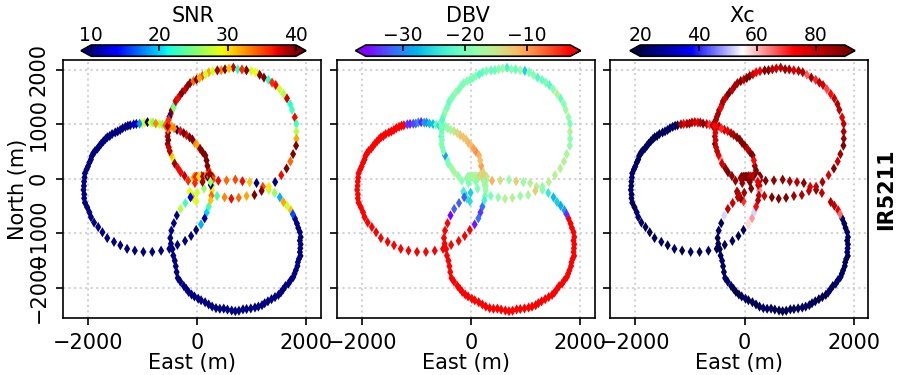 SNR
10 20 30 40
DBV
−30 −20 −10
Xc
20 40 60 80
North (m)
2000
1000
0
−1000
−2000
−2000 0 2000
−2000 0 2000
−2000 0 2000
East (m)
East (m)
East (m)
IR5211